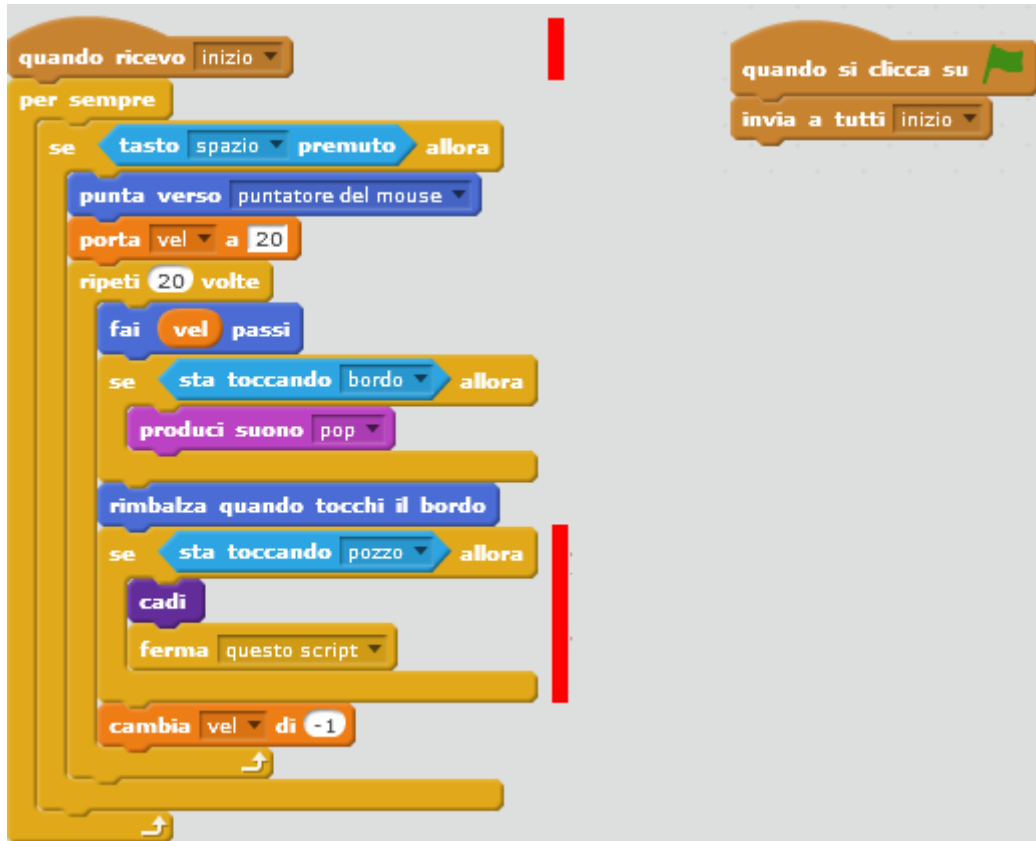 quando ricevo inizio
per sempre
se tasto spazio premuto allora
punta verso puntatore del mouse
porta vel a 20
ripeti 20 volte
fai vel passi
se sta toccando bordo allora
produci suono pop
rimbalza quando tocchi il bordo
se sta toccando pozzo allora
cadi
ferma questo script
cambia vel di -1
quando si clicca su
invia a tutti inizio